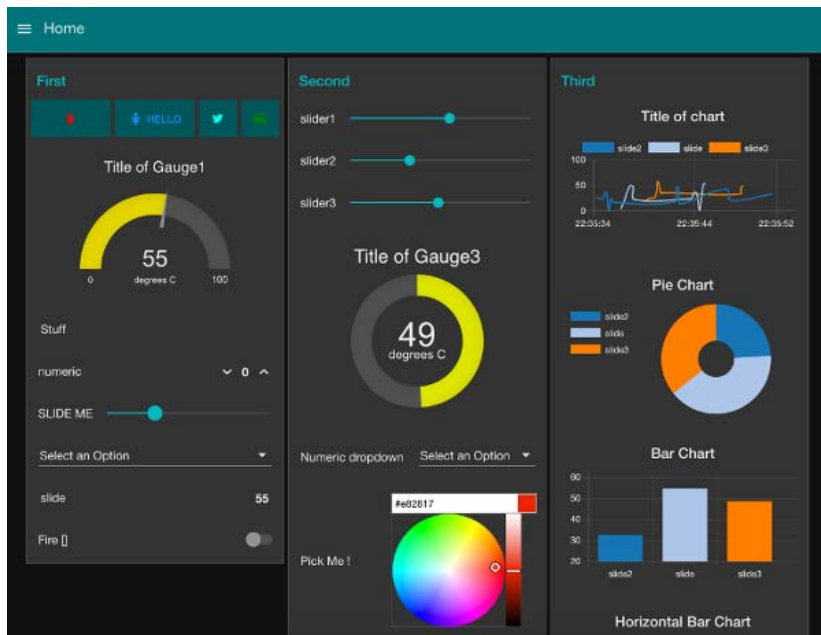 Home
First
HELLO
Title of Gauge1
55
degrees C
0
100
Stuff
numeric
0
SLIDE ME
Select an Option
slide
55
Fire []
Second
slider1
slider2
slider3
Title of Gauge3
49
degrees C
Numeric dropdown
Select an Option
#e82817
Pick Me !
Third
Title of chart
slide2 slide slide3
100
50
0
22:35:34 22:35:44 22:35:52
Pie Chart
slide2
slide
slide3
Bar Chart
60
50
40
30
20
slide2 slide slide3
Horizontal Bar Chart